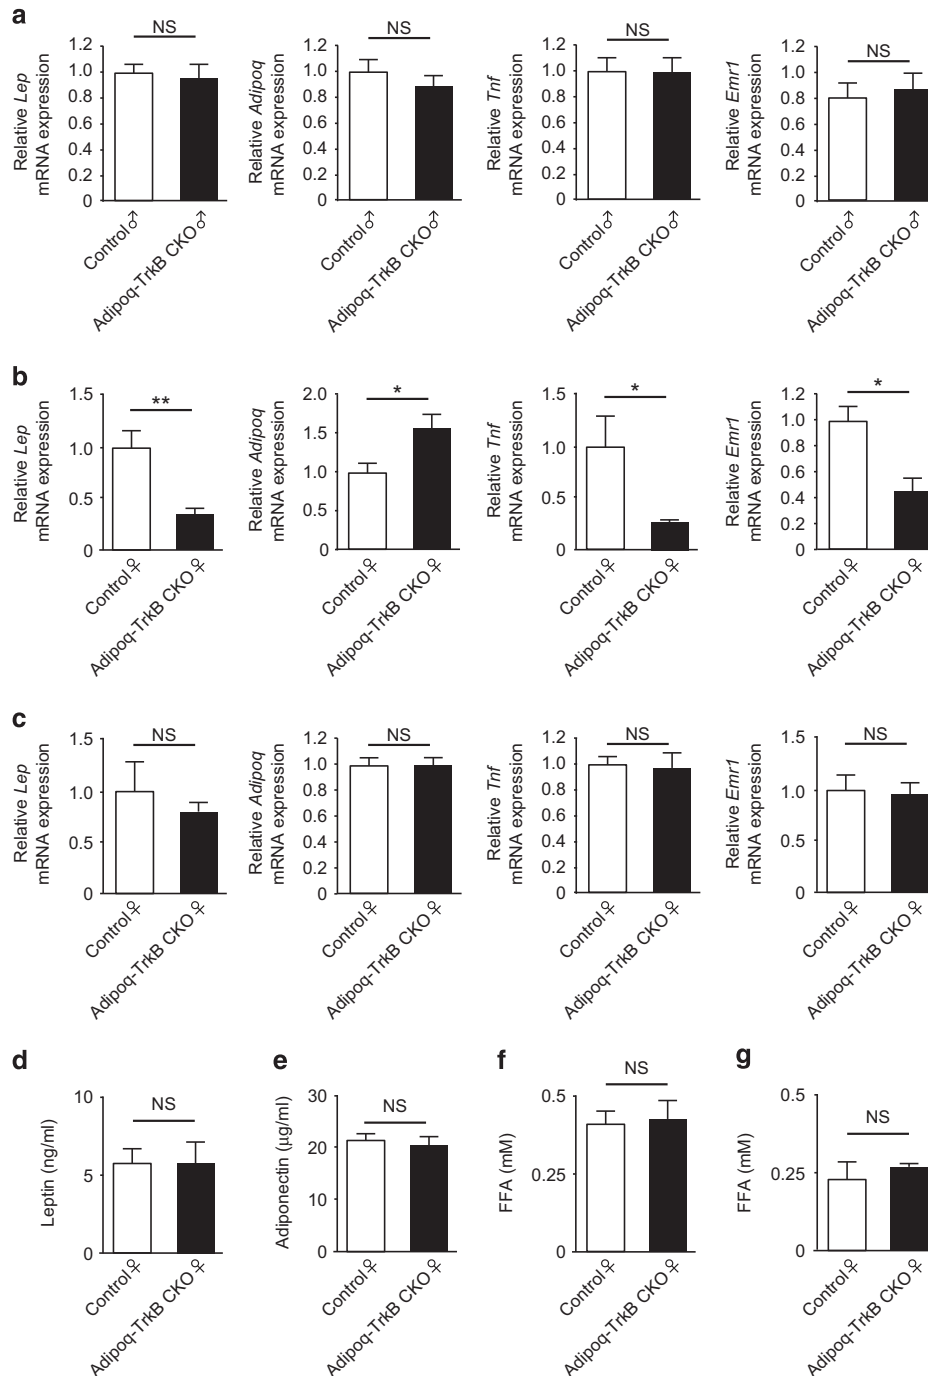 a
NS
Relative Lep
mRNA expression
1.2
1.0
0.8
0.6
0.4
0.2
0
Control♂
Adipoq-TrkB CKO♂
NS
Relative Adipoq
mRNA expression
1.2
1.0
0.8
0.6
0.4
0.2
0
Control♂
Adipoq-TrkB CKO♂
NS
Relative Tnf
mRNA expression
1.2
1.0
0.8
0.6
0.4
0.2
0
Control♂
Adipoq-TrkB CKO♂
NS
Relative Emr1
mRNA expression
1.2
1.0
0.8
0.6
0.4
0.2
0
Control♂
Adipoq-TrkB CKO♂
b
**
Relative Lep
mRNA expression
1.5
1.0
0.5
0
Control♀
Adipoq-TrkB CKO♀
*
Relative Adipoq
mRNA expression
2.0
1.5
1.0
0.5
0
Control♀
Adipoq-TrkB CKO♀
*
Relative Tnf
mRNA expression
1.5
1.0
0.5
0
Control♀
Adipoq-TrkB CKO♀
*
Relative Emr1
mRNA expression
1.2
1.0
0.8
0.6
0.4
0.2
0
Control♀
Adipoq-TrkB CKO♀
c
NS
Relative Lep
mRNA expression
1.5
1.0
0.5
0
Control♀
Adipoq-TrkB CKO♀
NS
Relative Adipoq
mRNA expression
1.2
1.0
0.8
0.6
0.4
0.2
0
Control♀
Adipoq-TrkB CKO♀
NS
Relative Tnf
mRNA expression
1.2
1.0
0.8
0.6
0.4
0.2
0
Control♀
Adipoq-TrkB CKO♀
NS
Relative Emr1
mRNA expression
1.5
1.0
0.5
0
Control♀
Adipoq-TrkB CKO♀
d
NS
Leptin (ng/ml)
10
5
0
Control♀
Adipoq-TrkB CKO♀
e
NS
Adiponectin (μg/ml)
30
20
10
0
Control♀
Adipoq-TrkB CKO♀
f
NS
FFA (mM)
0.5
0.25
0
Control♀
Adipoq-TrkB CKO♀
g
NS
FFA (mM)
0.5
0.25
0
Control♀
Adipoq-TrkB CKO♀